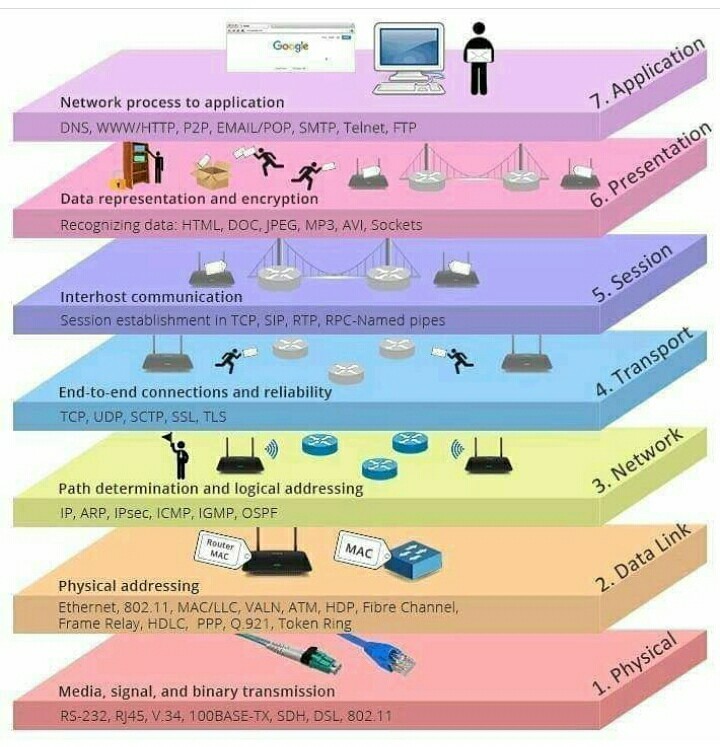 Google
7. Application
Network process to application
DNS, WWW/HTTP, P2P, EMAIL/POP, SMTP, Telnet, FTP
6. Presentation
Data representation and encryption
Recognizing data: HTML, DOC, JPEG, MP3, AVI, Sockets
5. Session
Interhost communication
Session establishment in TCP, SIP, RTP, RPC-Named pipes
4. Transport
End-to-end connections and reliability
TCP, UDP, SCTP, SSL, TLS
3. Network
Path determination and logical addressing
IP, ARP, IPsec, ICMP, IGMP, OSPF
Router
MAC
MAC
2. Data Link
Physical addressing
Ethernet, 802.11, MAC/LLC, VALN, ATM, HDP, Fibre Channel,
Frame Relay, HDLC, PPP, Q.921, Token Ring
1. Physical
Media, signal, and binary transmission
RS-232, RJ45, V.34, 100BASE-TX, SDH, DSL, 802.11